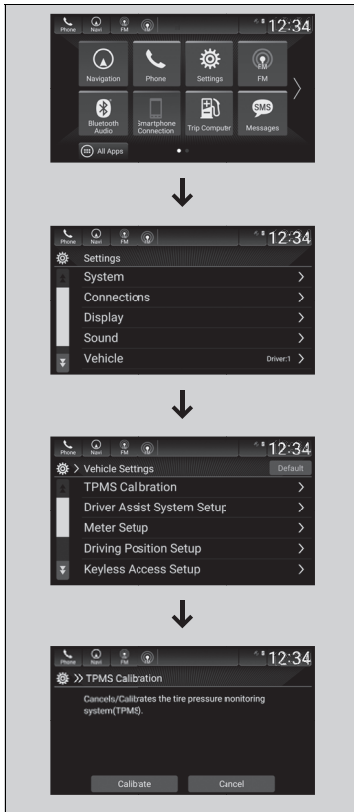 Phone Navi FM 12:34
Navigation Phone Settings FM
Bluetooth Audio Smartphone Connection Trip Computer SMS Messages
All Apps
Phone Navi FM 12:34
Settings
System
Connections
Display
Sound
Vehicle Driver:1
Phone Navi FM 12:34
Vehicle Settings Default
TPMS Calibration
Driver Assist System Setup
Meter Setup
Driving Position Setup
Keyless Access Setup
Phone Navi FM 12:34
TPMS Calibration
Cancels/Calibrates the tire pressure monitoring
system(TPMS).
Calibate Cancel